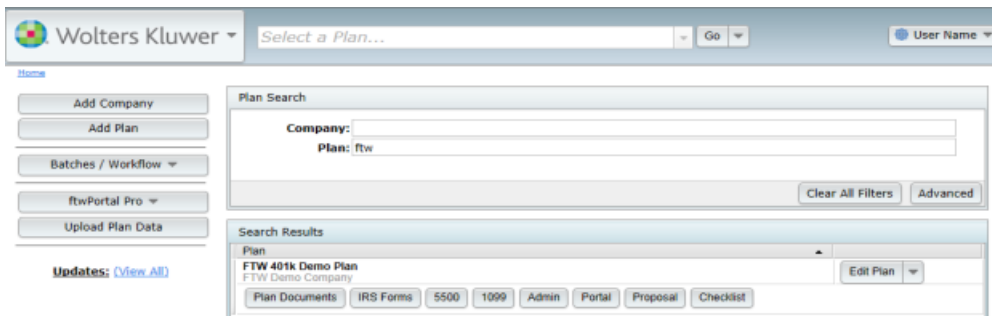 Wolters Kluwer Select a Plan... Go User Name
Home
Add Company
Add Plan
Batches / Workflow
ftwPortal Pro
Upload Plan Data
Updates: (View All)
Plan Search
Company:
Plan: ftw
Clear All Filters Advanced
Search Results
Plan
FTW 401k Demo Plan
FTW Demo Company
Edit Plan
Plan Documents IRS Forms 5500 1099 Admin Portal Proposal Checklist